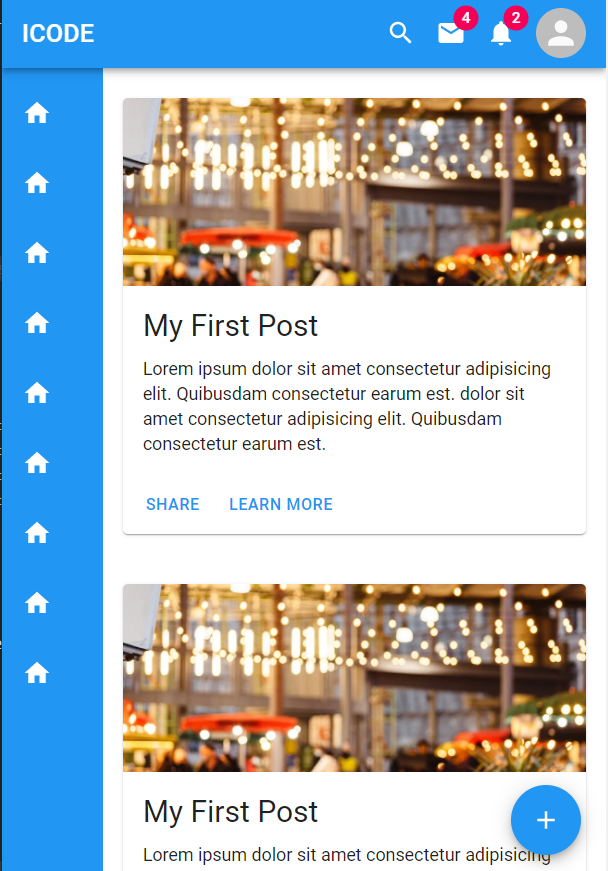 ICODE
4
2
My First Post
Lorem ipsum dolor sit amet consectetur adipisicing
elit. Quibusdam consectetur earum est. dolor sit
amet consectetur adipisicing elit. Quibusdam
consectetur earum est.
SHARE LEARN MORE
My First Post
Lorem ipsum dolor sit amet consectetur adipisicing